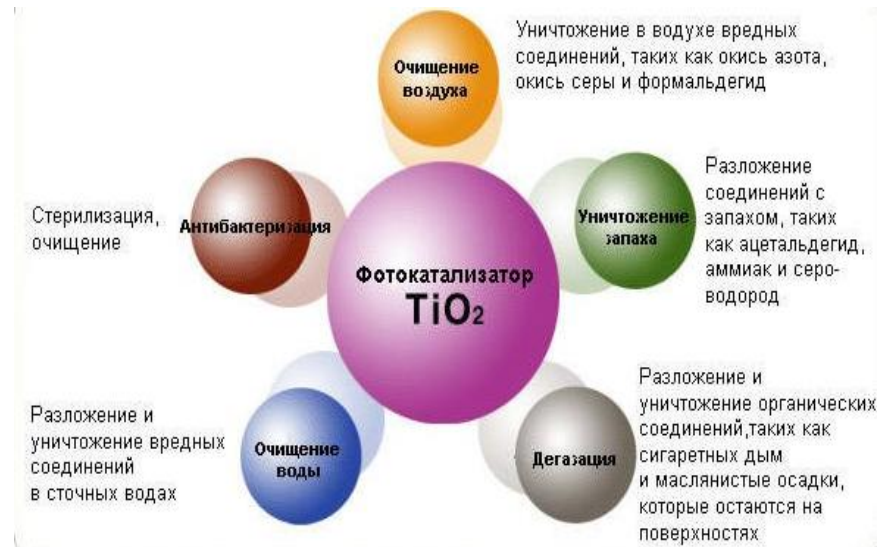 Очищение
воздуха
Уничтожение в водухе вредных
соединений, таких как окись азота,
окись серы и формальдегид
Уничтожение
запаха
Разложение
соединений с
запахом, таких
как ацетальдегид,
аммиак и серо-
водород
Стерилизация,
очищение
Антибактеризация
Фотокатализатор
TiO₂
Разложение и
уничтожение вредных
соединений
в сточных водах
Очищение
воды
Дегазация
Разложение и
уничтожение органических
соединений,таких как
сигаретных дым
и маслянистые осадки,
которые остаются на
поверхностях